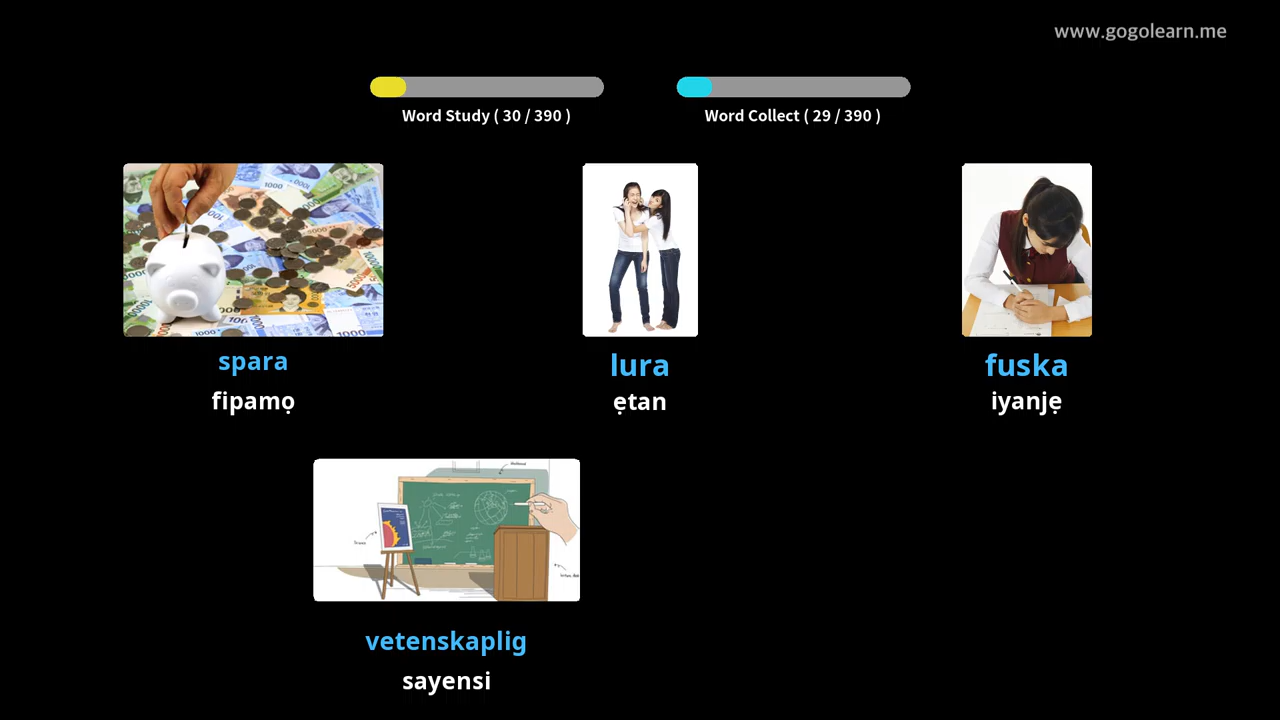 www.gogolearn.me
Word Study ( 30 / 390 )
Word Collect ( 29 / 390 )
spara
fipamọ
lura
ẹtan
fuska
iyanjẹ
vetenskaplig
sayensi